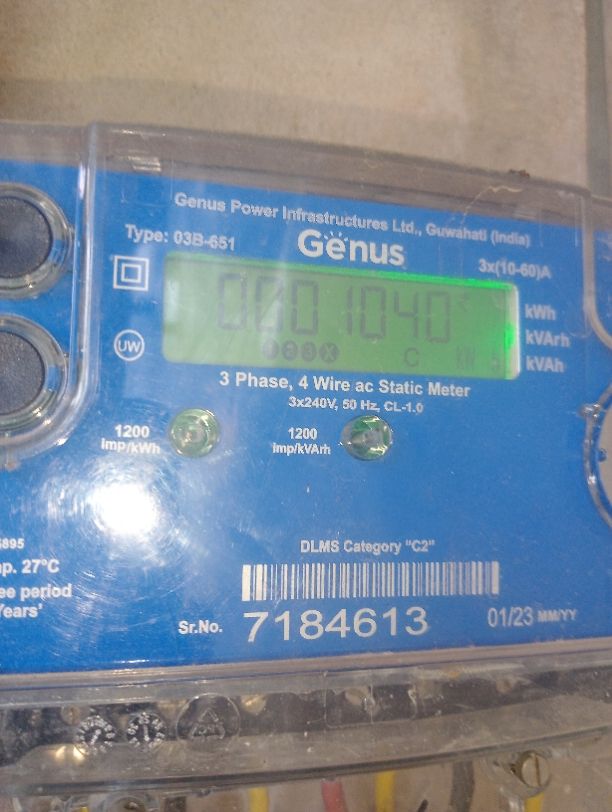 Genus Power Infrastructures Ltd., Guwahati (India)
Type: 03B-651
Genus
3x(10-60)A
0001040
kWh
kVArh
kVAh
UW
C
3 Phase, 4 Wire ac Static Meter
3x240V, 50 Hz, CL-1.0
1200
imp/kWh
1200
imp/kVArh
DLMS Category "C2"
p. 27°C
ee period
Years'
Sr.No. 7184613
01/23 MM/YY